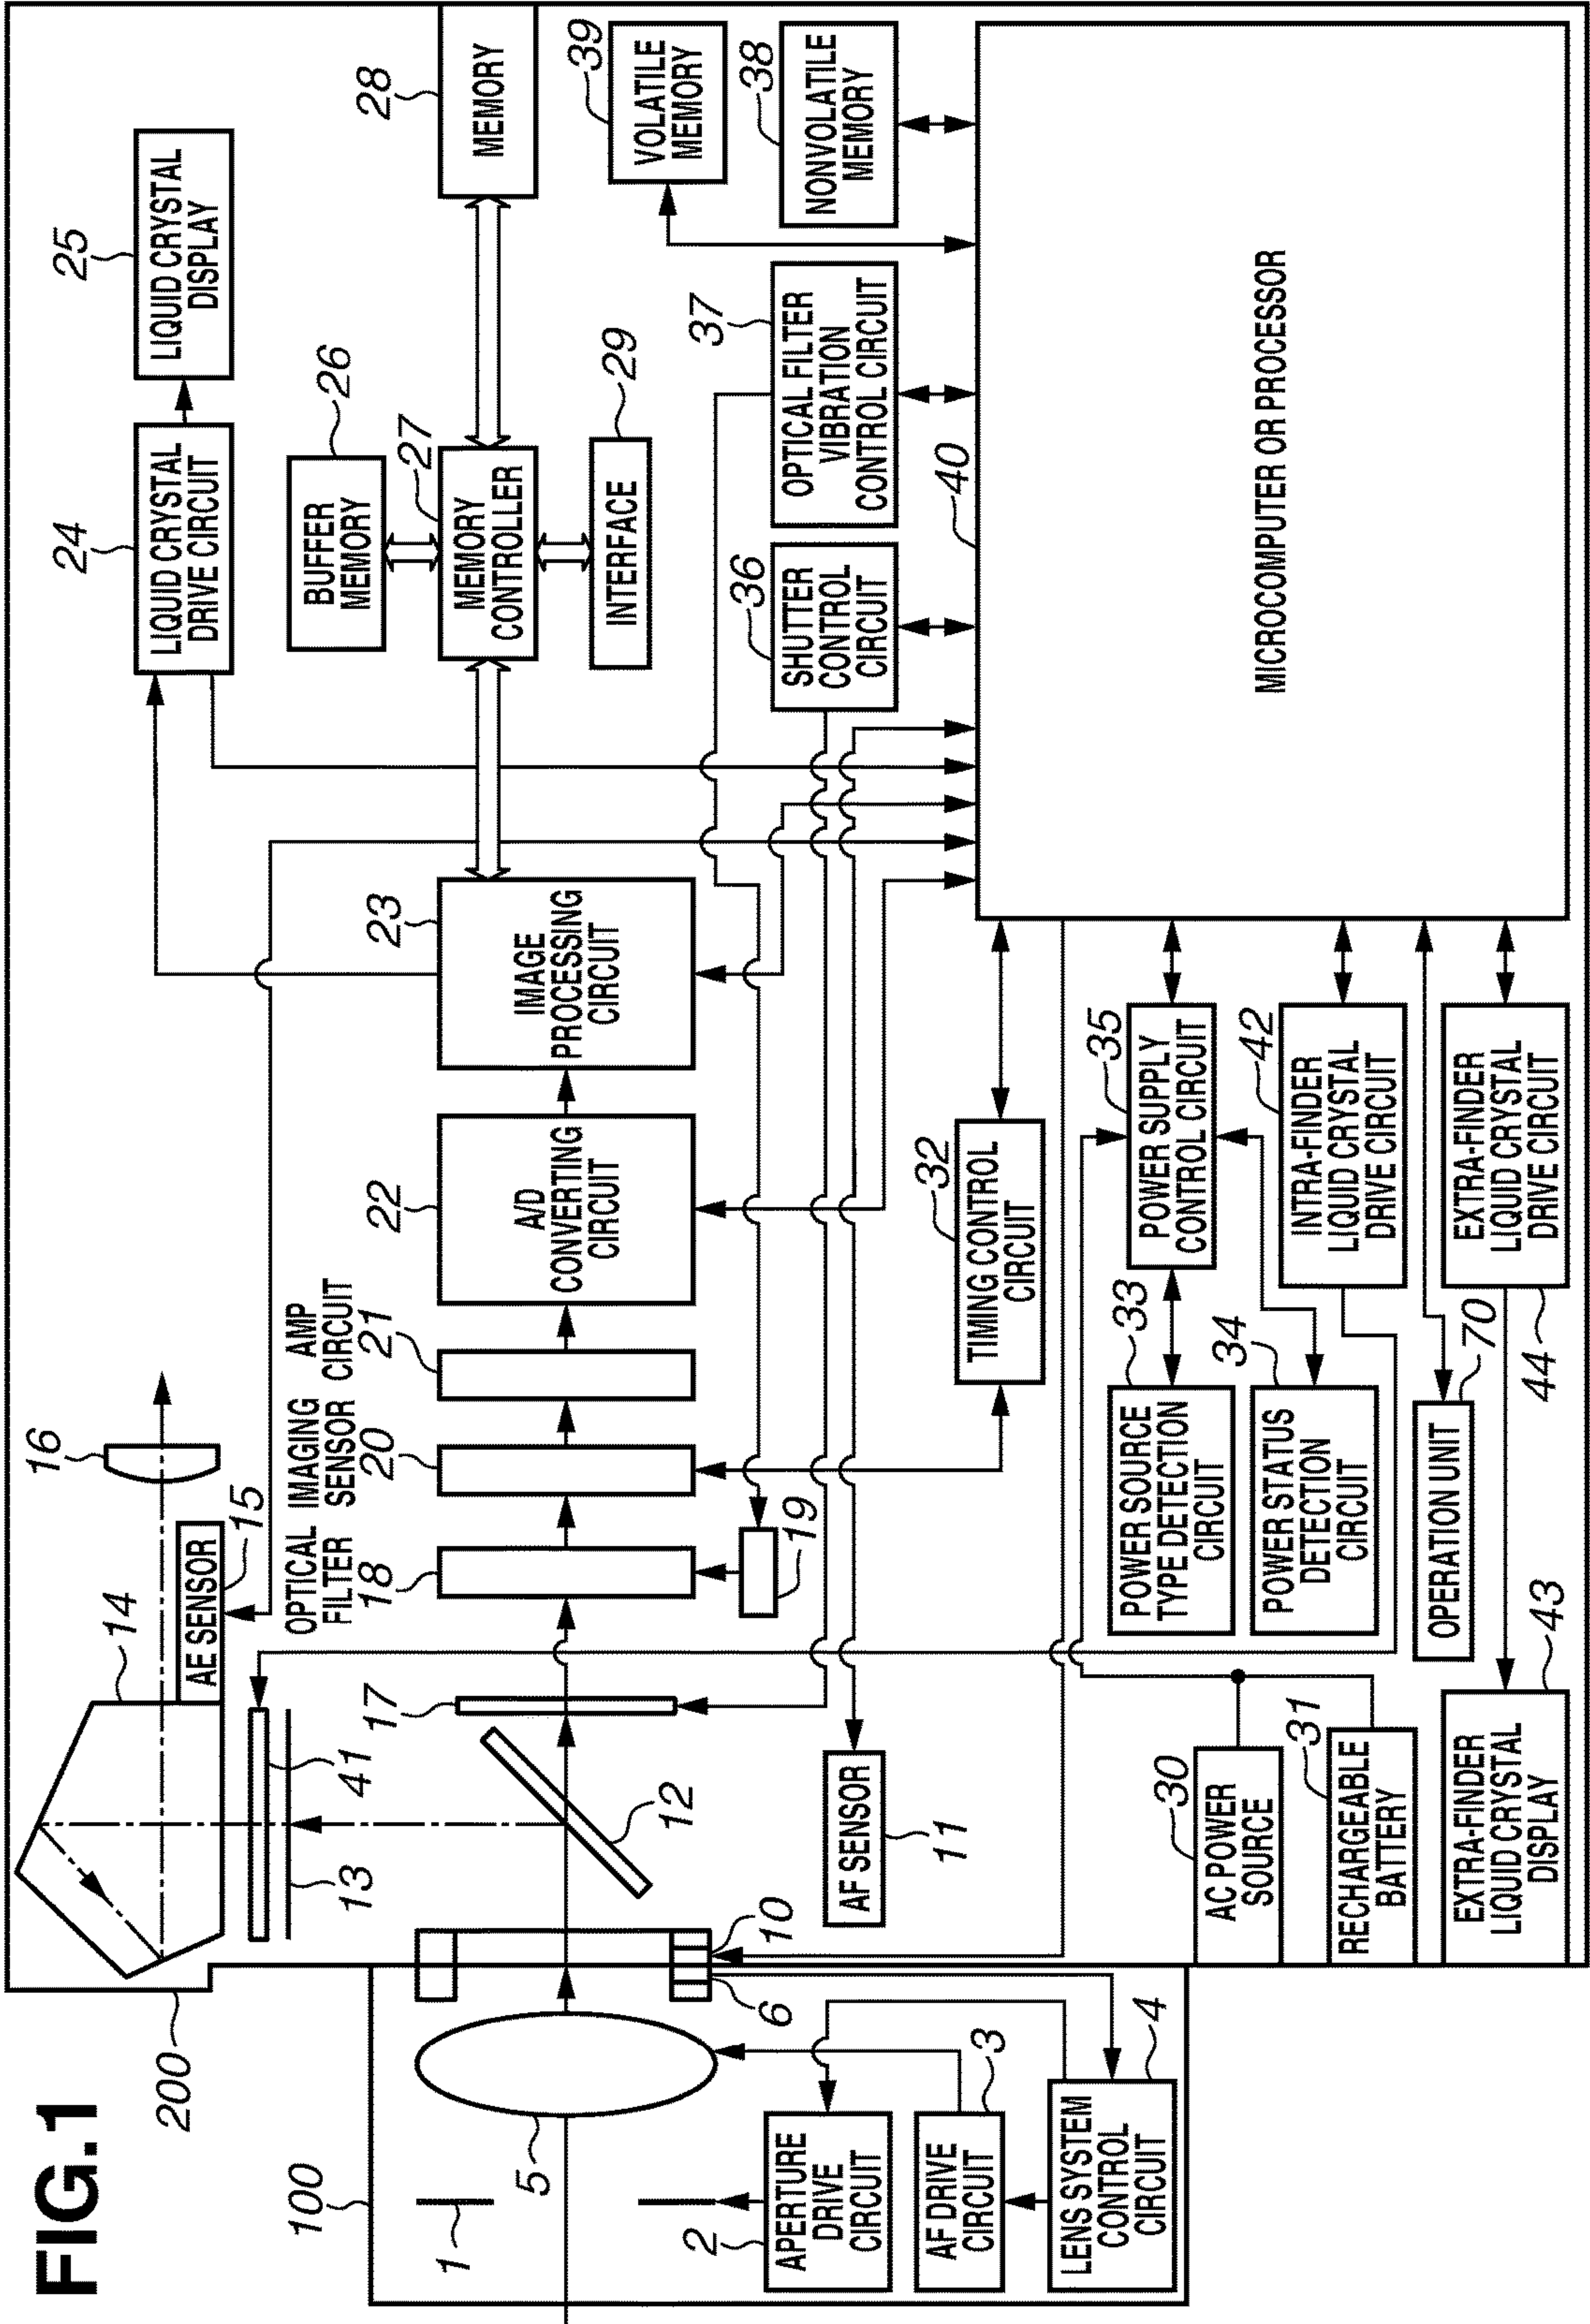 FIG.1
200
14
16
24
LIQUID CRYSTAL
DRIVE CIRCUIT
25
LIQUID CRYSTAL
DISPLAY
AE SENSOR
15
100
13
41
OPTICAL
FILTER
18
IMAGING
SENSOR
20
AMP
CIRCUIT
21
22
A/D
CONVERTING
CIRCUIT
23
IMAGE
PROCESSING
CIRCUIT
26
BUFFER
MEMORY
27
MEMORY
CONTROLLER
28
MEMORY
29
INTERFACE
1
5
17
12
6
10
19
39
VOLATILE
MEMORY
38
NONVOLATILE
MEMORY
37
OPTICAL FILTER
VIBRATION
CONTROL CIRCUIT
36
SHUTTER
CONTROL
CIRCUIT
2
APERTURE
DRIVE
CIRCUIT
3
AF DRIVE
CIRCUIT
4
LENS SYSTEM
CONTROL
CIRCUIT
AF SENSOR
11
32
TIMING CONTROL
CIRCUIT
40
MICROCOMPUTER OR PROCESSOR
33
POWER SOURCE
TYPE DETECTION
CIRCUIT
35
POWER SUPPLY
CONTROL CIRCUIT
30
AC POWER
SOURCE
34
POWER STATUS
DETECTION
CIRCUIT
42
INTRA-FINDER
LIQUID CRYSTAL
DRIVE CIRCUIT
31
RECHARGEABLE
BATTERY
OPERATION UNIT
70
43
EXTRA-FINDER
LIQUID CRYSTAL
DISPLAY
44
EXTRA-FINDER
LIQUID CRYSTAL
DRIVE CIRCUIT